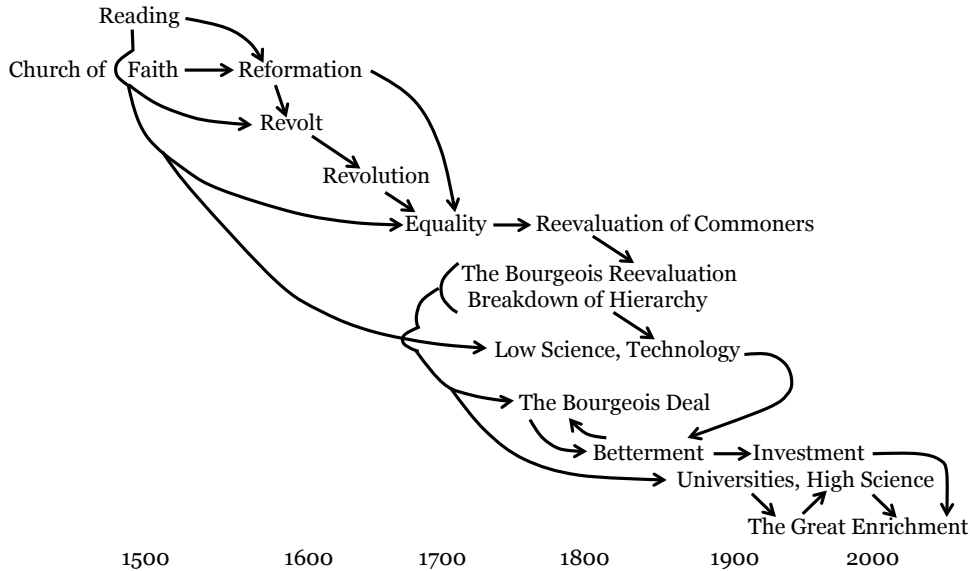 Reading
Church of Faith Reformation
Revolt
Revolution
Equality Reevaluation of Commoners
The Bourgeois Reevaluation
Breakdown of Hierarchy
Low Science, Technology
The Bourgeois Deal
Betterment Investment
Universities, High Science
The Great Enrichment
1500 1600 1700 1800 1900 2000